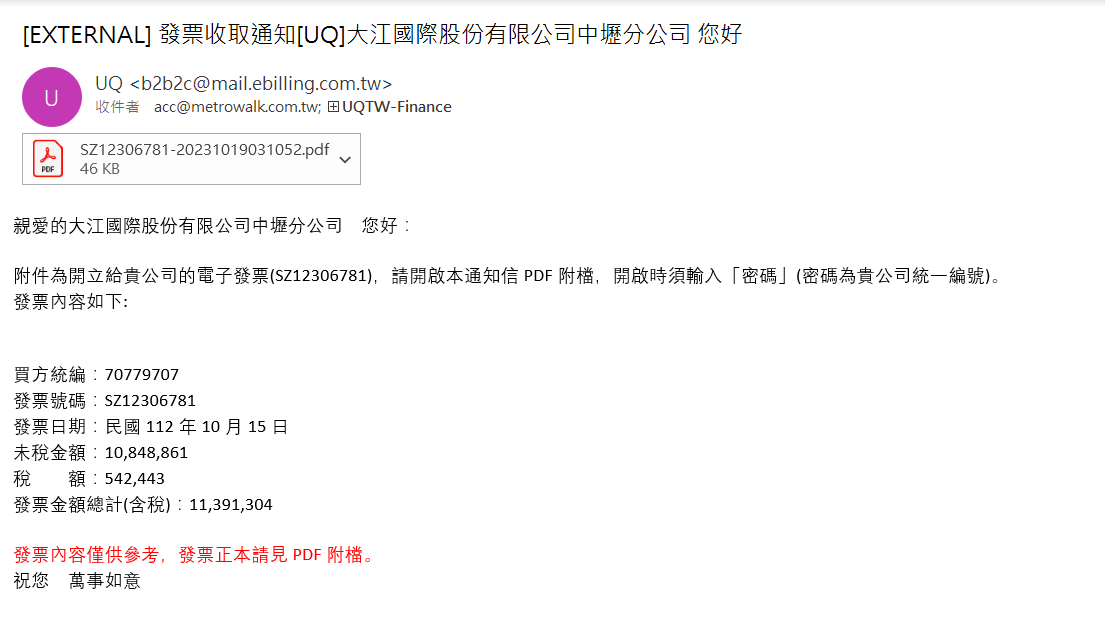 [EXTERNAL] 發票收取通知[UQ]大江國際股份有限公司中壢分公司 您好
U
UQ <b2b2c@mail.ebilling.com.tw>
收件者 acc@metrowalk.com.tw; UQTW-Finance
PDF
SZ12306781-20231019031052.pdf
46 KB
親愛的大江國際股份有限公司中壢分公司 您好：
附件為開立給貴公司的電子發票(SZ12306781)，請開啟本通知信 PDF 附檔，開啟時須輸入「密碼」(密碼為貴公司統一編號)。
發票內容如下:
買方統編：70779707
發票號碼：SZ12306781
發票日期：民國 112 年 10 月 15 日
未稅金額：10,848,861
稅　　額：542,443
發票金額總計(含稅)：11,391,304
發票內容僅供參考，發票正本請見 PDF 附檔。
祝您　萬事如意